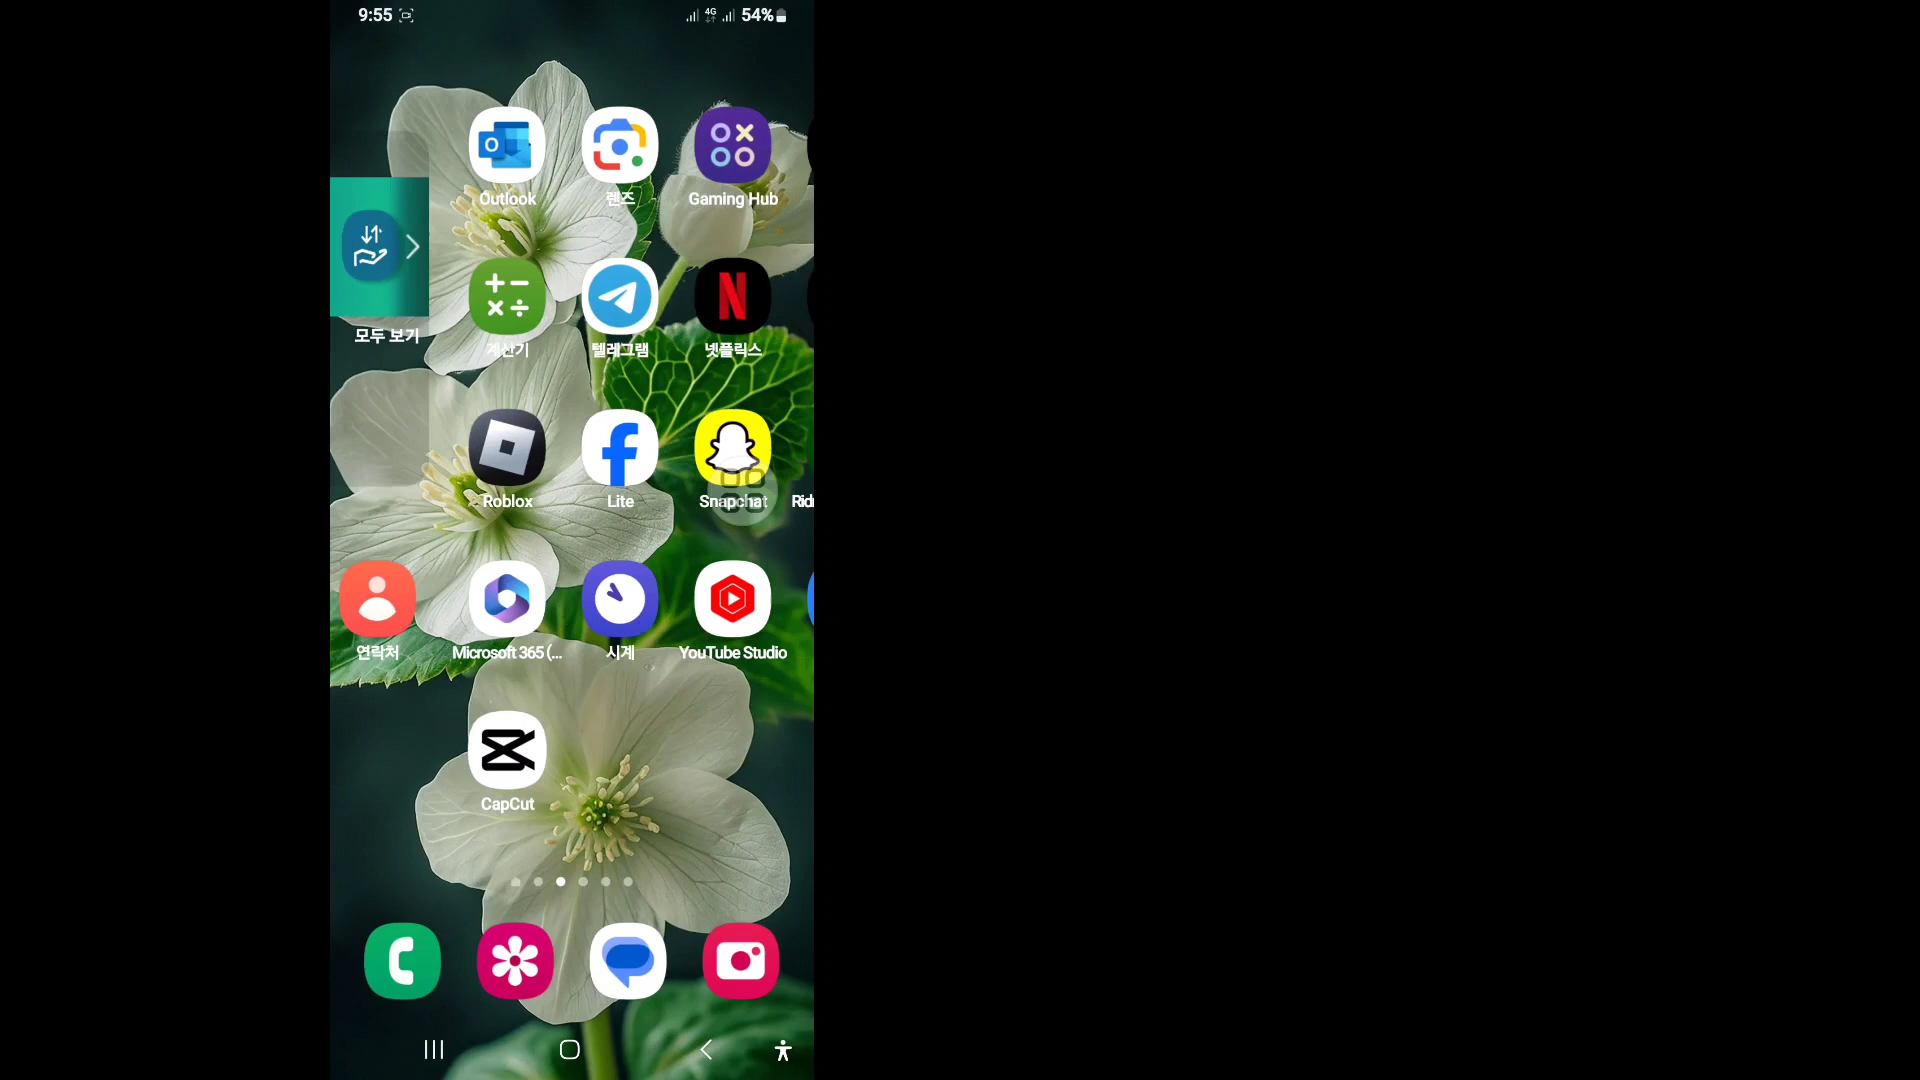 9:55
4G
54%
Outlook
렌즈
Gaming Hub
모두 보기
계산기
텔레그램
넷플릭스
Roblox
Lite
Snapchat
연락처
Microsoft 365 (...
시계
YouTube Studio
CapCut